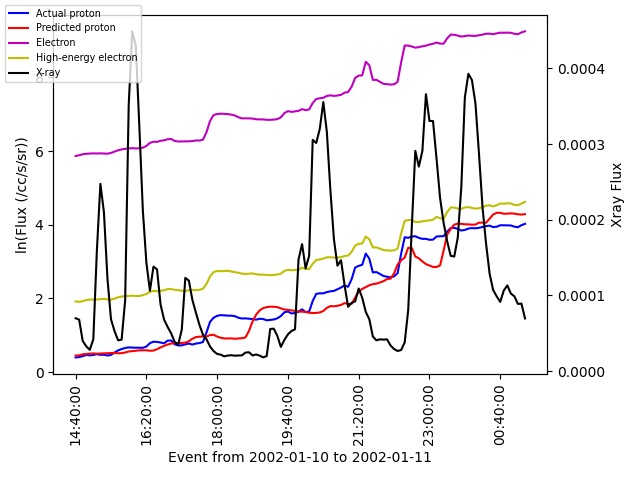 Actual proton
Predicted proton
Electron
High-energy electron
X-ray
8
6
4
2
0
ln(Flux (/cc/s/sr))
0.0004
0.0003
0.0002
0.0001
0.0000
Xray Flux
14:40:00
16:20:00
18:00:00
19:40:00
21:20:00
23:00:00
00:40:00
Event from 2002-01-10 to 2002-01-11